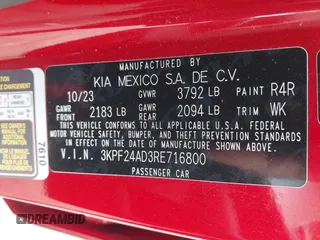 MANUFACTURED BY
KIA MEXICO S.A. DE C.V.
10/23 GVWR 3792 LB PAINT R4R
GAWR FRONT 2183 LB GAWR REAR 2094 LB TRIM WK
THIS VEHICLE CONFORMS TO ALL APPLICABLE U.S. FEDERAL
MOTOR VEHICLE SAFETY, BUMPER, AND THEFT PREVENTION STANDARDS
IN EFFECT ON THE DATE OF MANUFACTURE SHOWN ABOVE.
V.I.N. 3KPF24AD3RE716800
PASSENGER CAR
7610
DREAMBID